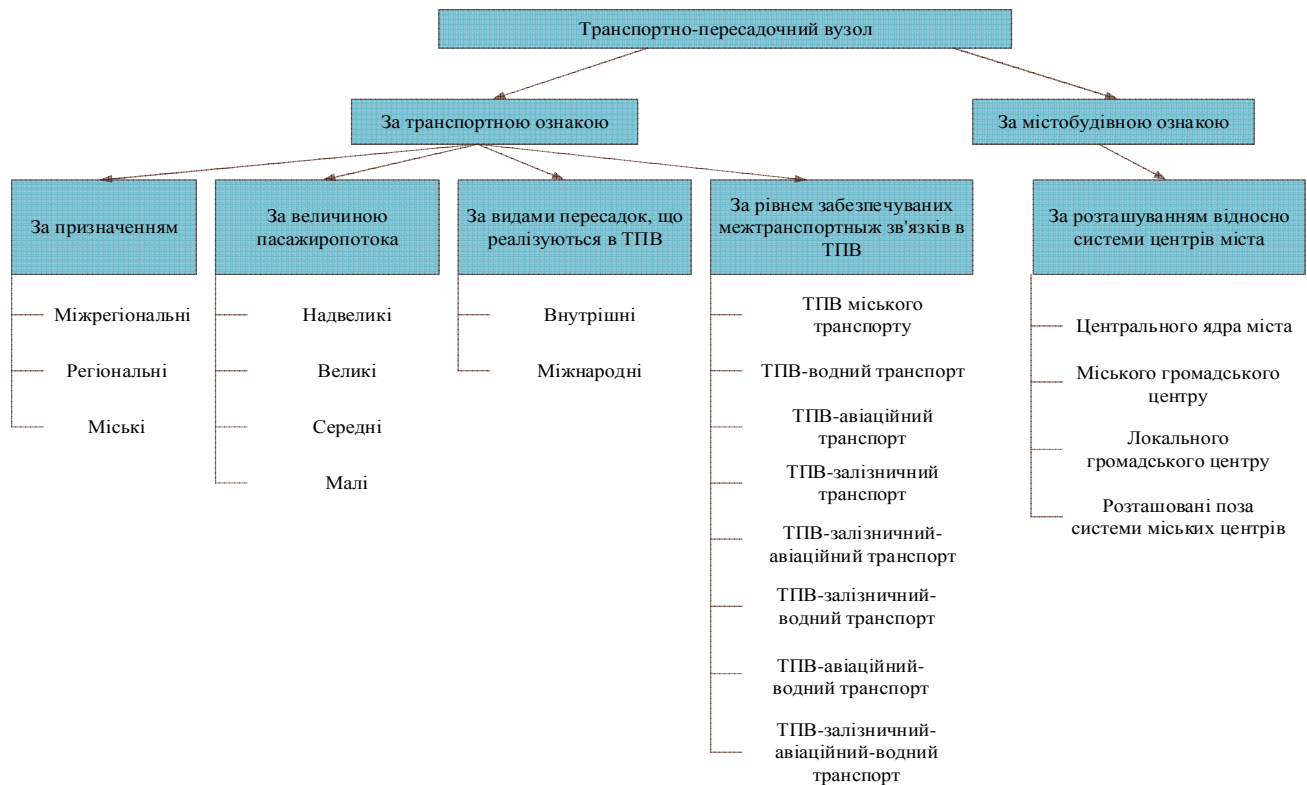 Транспортно-пересадочний вузол
За транспортною ознакою
За містобудівною ознакою
За призначенням
За величиною
пасажиропотока
За видами пересадок, що
реалізуються в ТПВ
За рівнем забезпечуваних
межтранспортныж зв'язків в
ТПВ
За розташуванням відносно
системи центрів міста
Міжрегіональні
Регіональні
Міські
Надвеликі
Великі
Середні
Малі
Внутрішні
Міжнародні
ТПВ міського
транспорту
ТПВ-водний транспорт
ТПВ-авіаційний
транспорт
ТПВ-залізничний
транспорт
ТПВ-залізничний-
авіаційний транспорт
ТПВ-залізничний-
водний транспорт
ТПВ-авіаційний-
водний транспорт
ТПВ-залізничний-
авіаційний-водний
транспорт
Центрального ядра міста
Міського громадського
центру
Локального
громадського центру
Розташовані поза
системи міських центрів